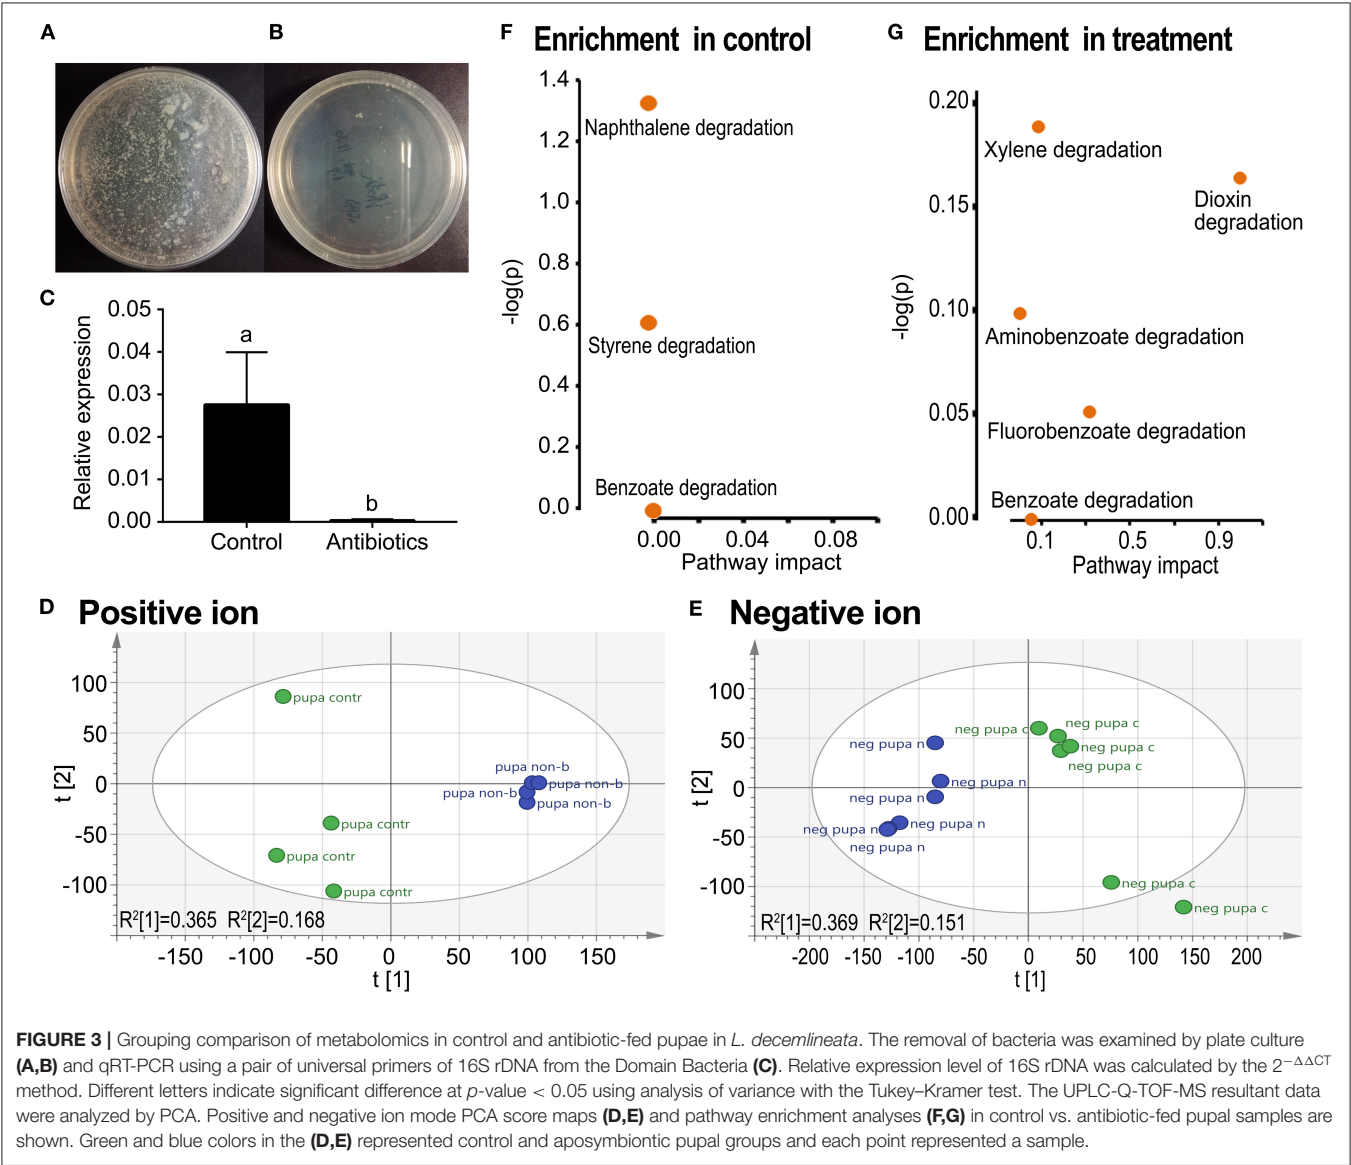 A
B
C
Relative expression
0.05
0.04
0.03
0.02
0.01
0.00
a
b
Control
Antibiotics
F
Enrichment in control
-log(p)
1.4
1.2
1.0
0.8
0.6
0.4
0.2
0.0
Naphthalene degradation
Styrene degradation
Benzoate degradation
0.00 0.04 0.08
Pathway impact
G
Enrichment in treatment
-log(p)
0.20
0.15
0.10
0.05
0.00
Xylene degradation
Dioxin
degradation
Aminobenzoate degradation
Fluorobenzoate degradation
Benzoate degradation
0.1 0.5 0.9
Pathway impact
D
Positive ion
t [2]
100
50
0
-50
-100
pupa contr
pupa non-b
pupa non-b
pupa non-b
pupa non-b
pupa contr
pupa contr
pupa contr
R²[1]=0.365 R²[2]=0.168
-150 -100 -50 0 50 100 150
t [1]
E
Negative ion
t [2]
100
50
0
-50
-100
neg pupa c
neg pupa c
neg pupa c
neg pupa c
neg pupa n
neg pupa n
neg pupa n
neg pupa n
neg pupa n
neg pupa n
neg pupa c
neg pupa c
R²[1]=0.369 R²[2]=0.151
-200 -150 -100 -50 0 50 100 150 200
t [1]
FIGURE 3 | Grouping comparison of metabolomics in control and antibiotic-fed pupae in L. decemlineata. The removal of bacteria was examined by plate culture
(A,B) and qRT-PCR using a pair of universal primers of 16S rDNA from the Domain Bacteria (C). Relative expression level of 16S rDNA was calculated by the 2−ΔΔCT
method. Different letters indicate significant difference at p-value < 0.05 using analysis of variance with the Tukey–Kramer test. The UPLC-Q-TOF-MS resultant data
were analyzed by PCA. Positive and negative ion mode PCA score maps (D,E) and pathway enrichment analyses (F,G) in control vs. antibiotic-fed pupal samples are
shown. Green and blue colors in the (D,E) represented control and aposymbiontic pupal groups and each point represented a sample.